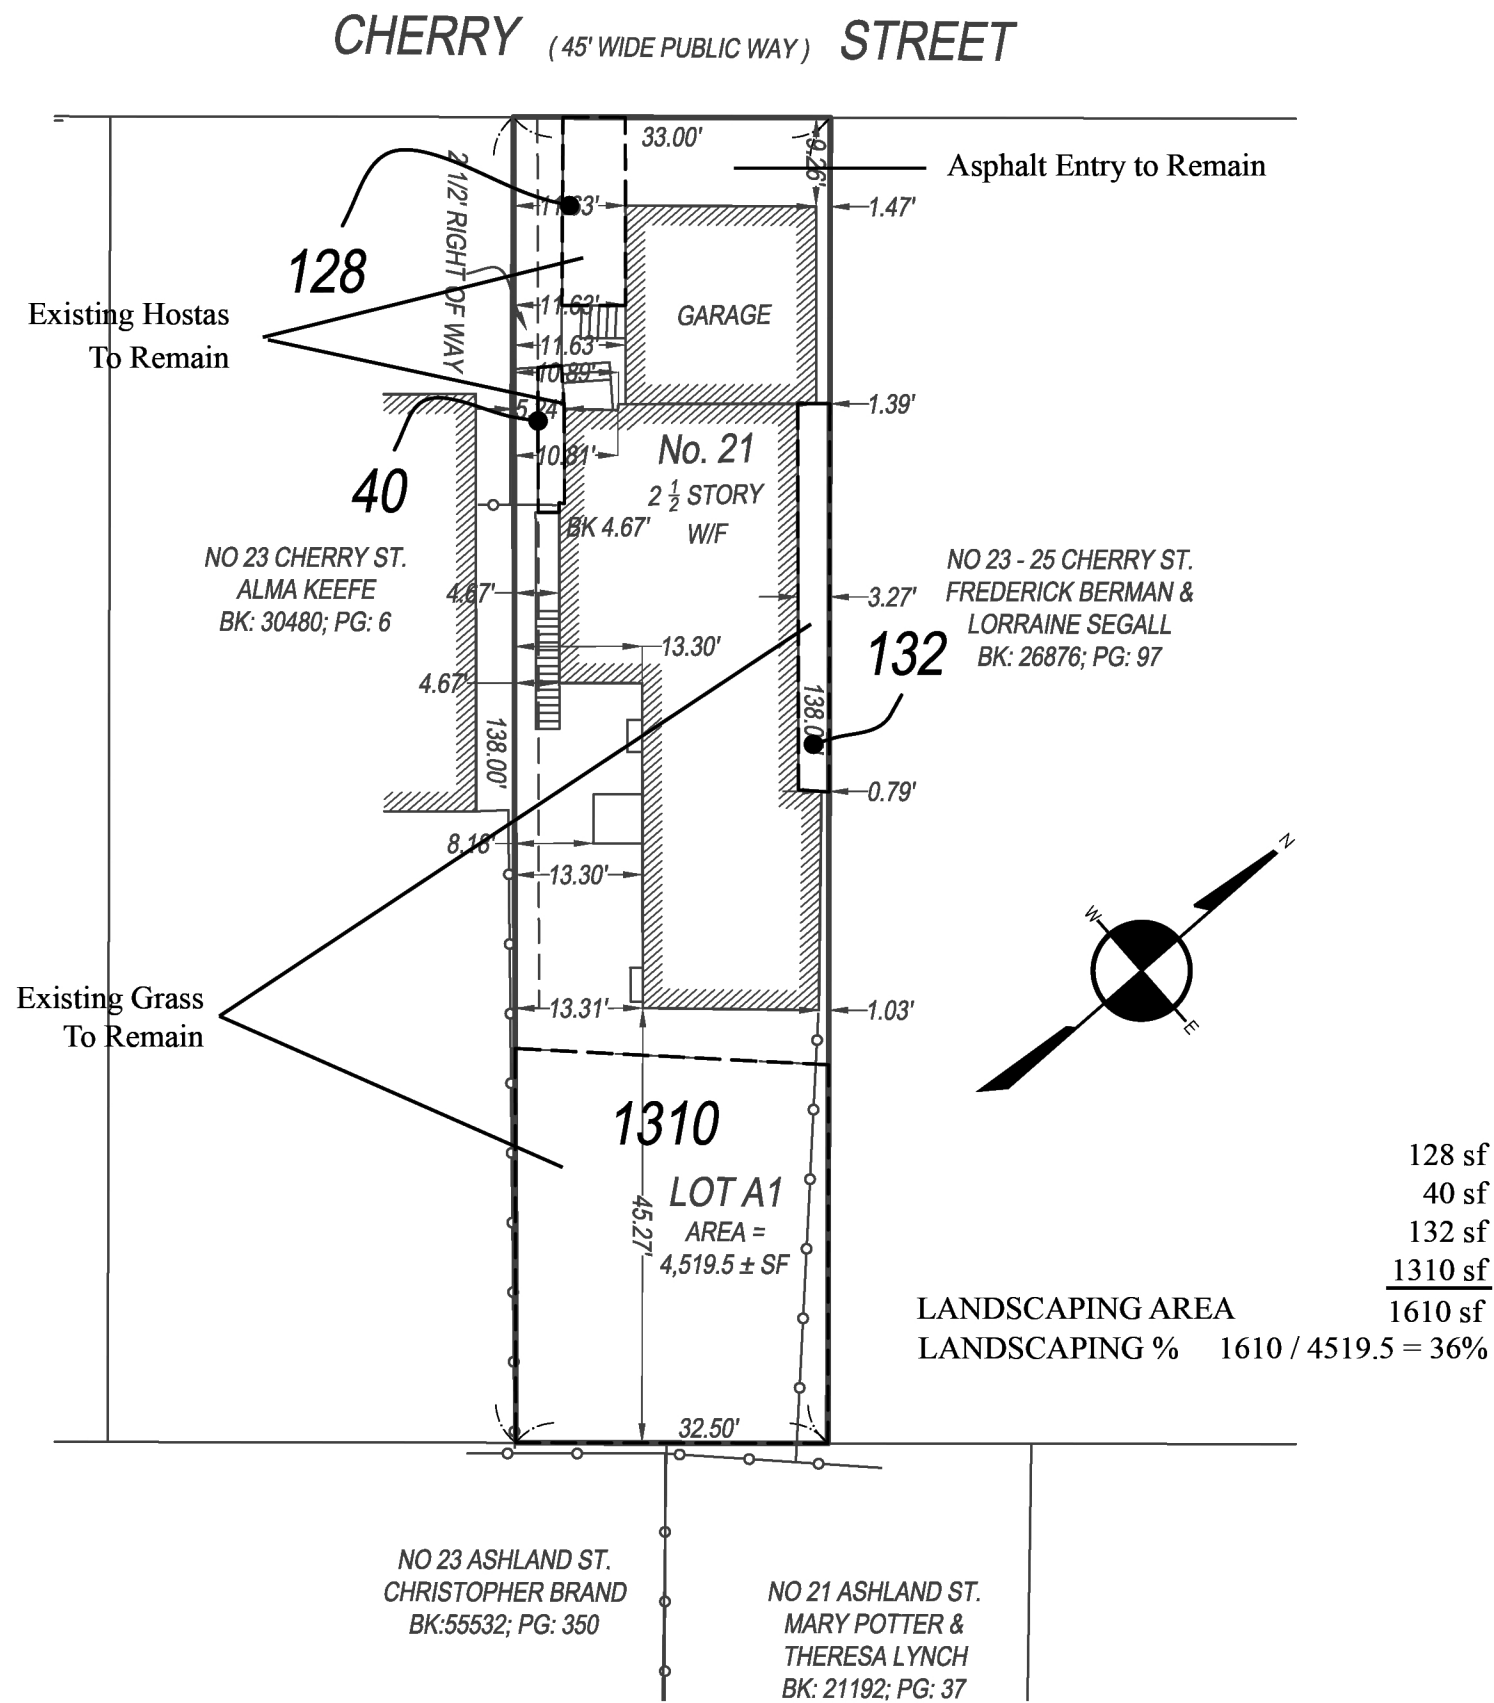 CHERRY ( 45' WIDE PUBLIC WAY ) STREET
33.00'
9.26'
Asphalt Entry to Remain
2 1/2' RIGHT OF WAY
11.63'
1.47'
128
Existing Hostas
To Remain
11.63'
GARAGE
11.63'
10.89'
5.24'
1.39'
10.81'
No. 21
40
2 1/2 STORY
W/F
BK 4.67'
NO 23 CHERRY ST.
ALMA KEEFE
BK: 30480; PG: 6
NO 23 - 25 CHERRY ST.
FREDERICK BERMAN &
LORRAINE SEGALL
BK: 26876; PG: 97
4.67'
3.27'
13.30'
132
4.67'
138.00'
138.00'
0.79'
8.18'
13.30'
N
W
E
Existing Grass
To Remain
13.31'
1.03'
1310
LOT A1
AREA =
4,519.5 ± SF
45.27'
128 sf
40 sf
132 sf
1310 sf
LANDSCAPING AREA 1610 sf
LANDSCAPING % 1610 / 4519.5 = 36%
32.50'
NO 23 ASHLAND ST.
CHRISTOPHER BRAND
BK:55532; PG: 350
NO 21 ASHLAND ST.
MARY POTTER &
THERESA LYNCH
BK: 21192; PG: 37